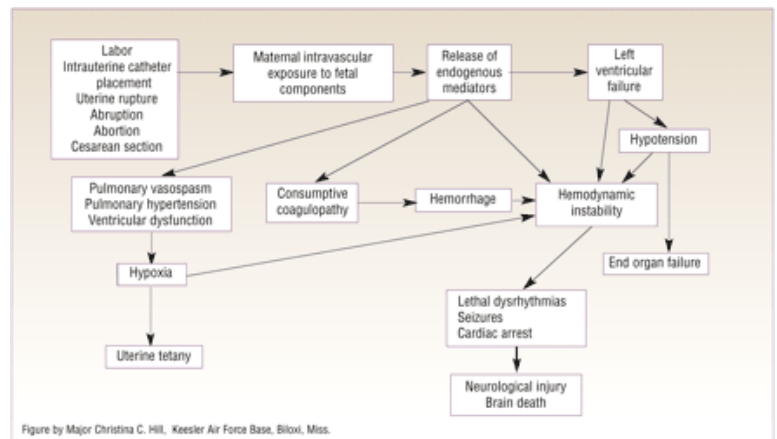 Labor
Intrauterine catheter
placement
Uterine rupture
Abruption
Abortion
Cesarean section
Maternal intravascular
exposure to fetal
components
Release of
endogenous
mediators
Left
ventricular
failure
Hypotension
Pulmonary vasospasm
Pulmonary hypertension
Ventricular dysfunction
Consumptive
coagulopathy
Hemorrhage
Hemodynamic
instability
Hypoxia
End organ failure
Lethal dysrhythmias
Seizures
Cardiac arrest
Uterine tetany
Neurological injury
Brain death
Figure by Major Christina C. Hill, Keesler Air Force Base, Biloxi, Miss.